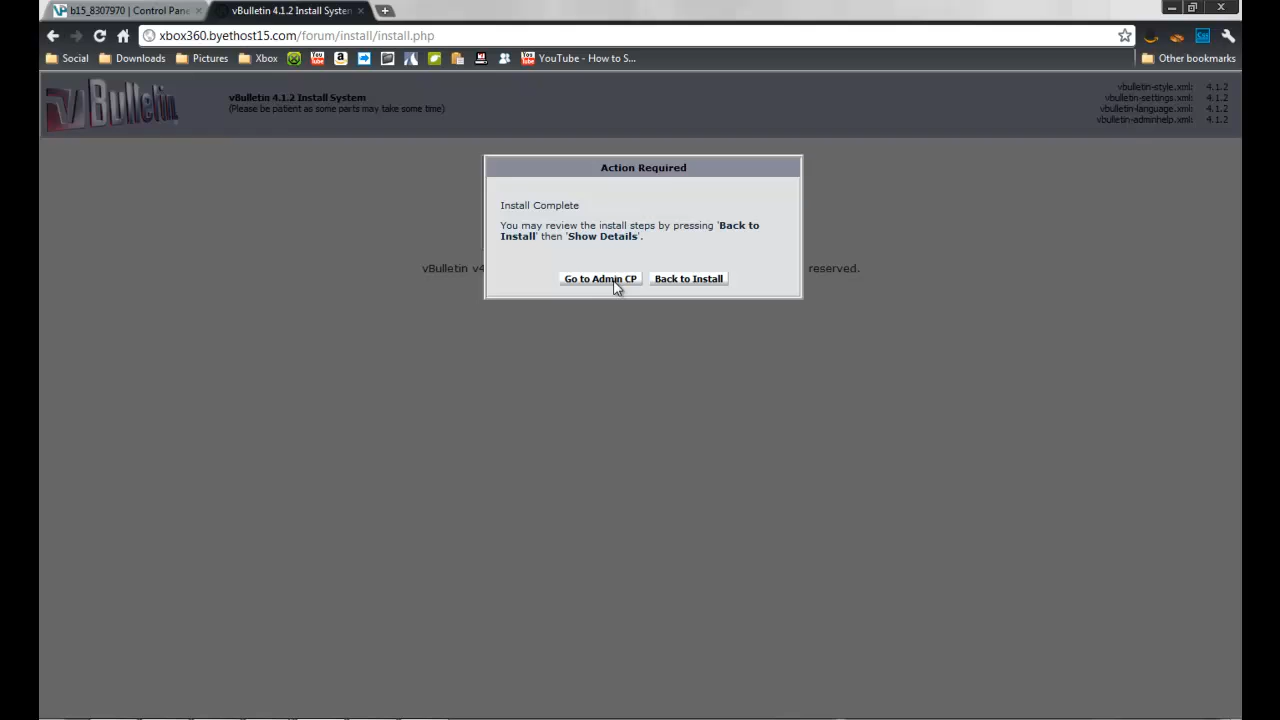 b15_8307970 | Control Pane
vBulletin 4.1.2 Install System
xbox360.byethost15.com/forum/install/install.php
Social Downloads Pictures Xbox YouTube - How to S... Other bookmarks
vBulletin
vBulletin 4.1.2 Install System
(Please be patient as some parts may take some time)
vbulletin-style.xml: 4.1.2
vbulletin-settings.xml: 4.1.2
vbulletin-language.xml: 4.1.2
vbulletin-adminhelp.xml: 4.1.2
Action Required
Install Complete
You may review the install steps by pressing 'Back to
Install' then 'Show Details'.
Go to Admin CP Back to Install
vBulletin v4 reserved.